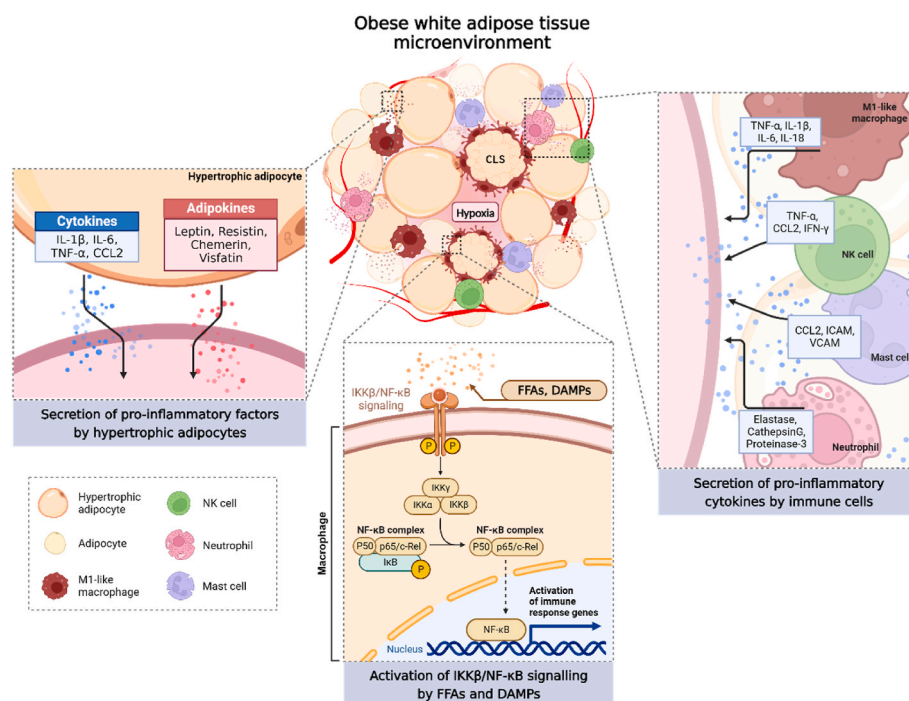 Obese white adipose tissue
microenvironment
CLS
Hypoxia
Hypertrophic adipocyte
Cytokines
IL-1β, IL-6,
TNF-α, CCL2
Adipokines
Leptin, Resistin,
Chemerin,
Visfatin
Secretion of pro-inflammatory factors
by hypertrophic adipocytes
M1-like
macrophage
TNF-α, IL-1β,
IL-6, IL-18
TNF-α,
CCL2, IFN-γ
NK cell
CCL2, ICAM,
VCAM
Mast cell
Elastase,
CathepsinG,
Proteinase-3
Neutrophil
Secretion of pro-inflammatory
cytokines by immune cells
IKKβ/NF-κB
signaling
FFAs, DAMPs
P
P
Macrophage
IKKγ
IKKα
IKKβ
NF-κB complex
P50
p65/c-Rel
IκB
P
NF-κB complex
P50
p65/c-Rel
Activation
of immune
response genes
NF-κB
Nucleus
Activation of IKKβ/NF-κB signalling
by FFAs and DAMPs
Hypertrophic
adipocyte
NK cell
Adipocyte
Neutrophil
M1-like
macrophage
Mast cell